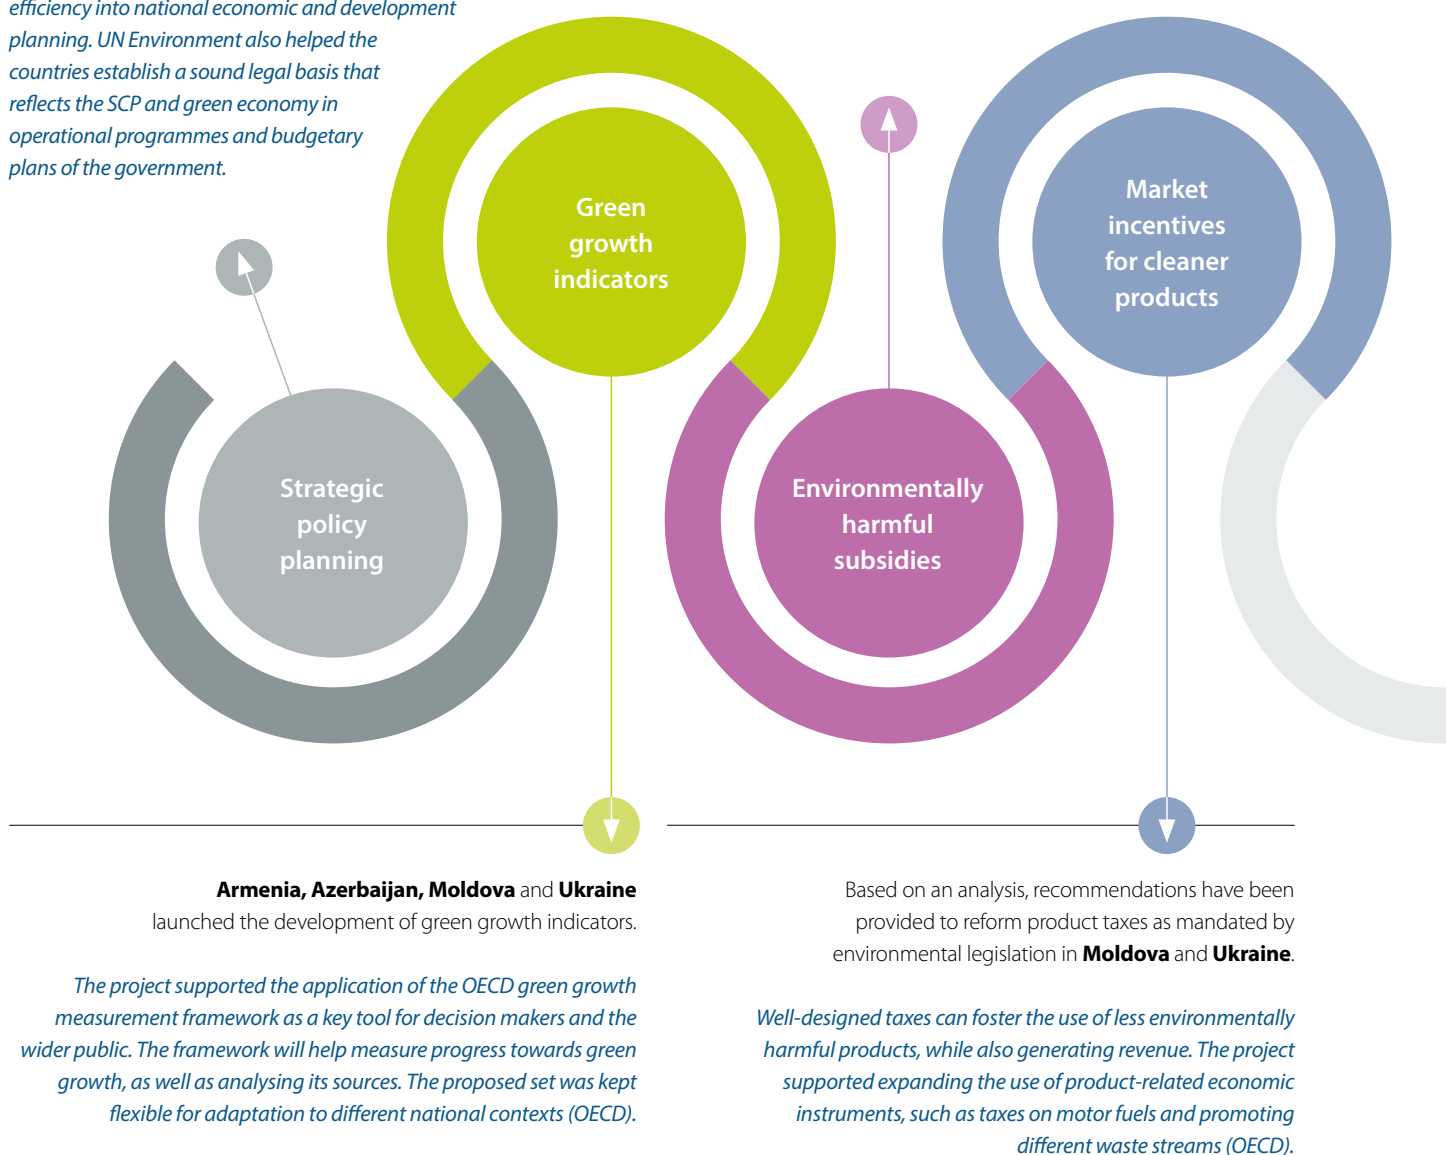 efficiency into national economic and development
planning. UN Environment also helped the
countries establish a sound legal basis that
reflects the SCP and green economy in
operational programmes and budgetary
plans of the government.
Green
growth
indicators
Market
incentives
for cleaner
products
Strategic
policy
planning
Environmentally
harmful
subsidies
Armenia, Azerbaijan, Moldova and Ukraine
launched the development of green growth indicators.
The project supported the application of the OECD green growth
measurement framework as a key tool for decision makers and the
wider public. The framework will help measure progress towards green
growth, as well as analysing its sources. The proposed set was kept
flexible for adaptation to different national contexts (OECD).
Based on an analysis, recommendations have been
provided to reform product taxes as mandated by
environmental legislation in Moldova and Ukraine.
Well-designed taxes can foster the use of less environmentally
harmful products, while also generating revenue. The project
supported expanding the use of product-related economic
instruments, such as taxes on motor fuels and promoting
different waste streams (OECD).